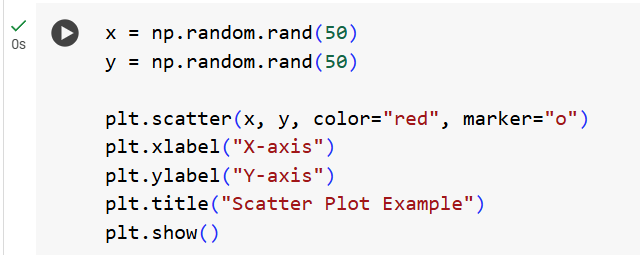 x = np.random.rand(50)
0s
y = np.random.rand(50)
plt.scatter(x, y, color="red", marker="o")
plt.xlabel("X-axis")
plt.ylabel("Y-axis")
plt.title("Scatter Plot Example")
plt.show()